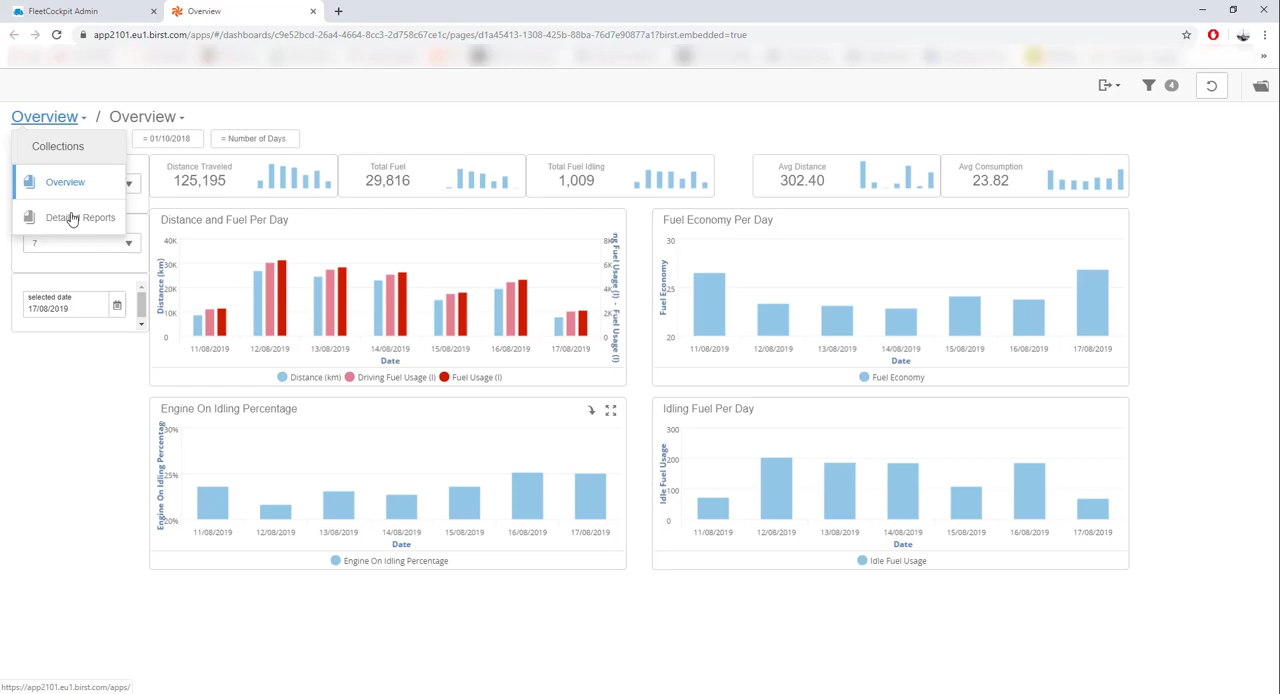 FleetCockpit Admin
Overview
app2101.eu1.birst.com/apps/#/dashboards/c9e52bcd-26a4-4664-8cc3-2d758c67ce1c/pages/d1a45413-1308-425b-88ba-76d7e90877a1?birst.embedded=true
4
Overview / Overview
Collections
Overview
Reports
= 01/10/2018
= Number of Days
7
selected date
17/08/2019
Distance Traveled
125,195
Total Fuel
29,816
Total Fuel Idling
1,009
Avg Distance
302.40
Avg Consumption
23.82
Distance and Fuel Per Day
40K
30K
20K
10K
0
Distance (km)
8K
6K
4K
2K
0
ng Fuel Usage (l) - Fuel Usage (l)
11/08/2019 12/08/2019 13/08/2019 14/08/2019 15/08/2019 16/08/2019 17/08/2019
Date
Distance (km) Driving Fuel Usage (l) Fuel Usage (l)
Fuel Economy Per Day
30
25
20
Fuel Economy
11/08/2019 12/08/2019 13/08/2019 14/08/2019 15/08/2019 16/08/2019 17/08/2019
Date
Fuel Economy
Engine On Idling Percentage
30%
25%
20%
Engine On Idling Percentag
11/08/2019 12/08/2019 13/08/2019 14/08/2019 15/08/2019 16/08/2019 17/08/2019
Date
Engine On Idling Percentage
Idling Fuel Per Day
300
200
100
0
Idle Fuel Usage
11/08/2019 12/08/2019 13/08/2019 14/08/2019 15/08/2019 16/08/2019 17/08/2019
Date
Idle Fuel Usage
https://app2101.eu1.birst.com/apps/